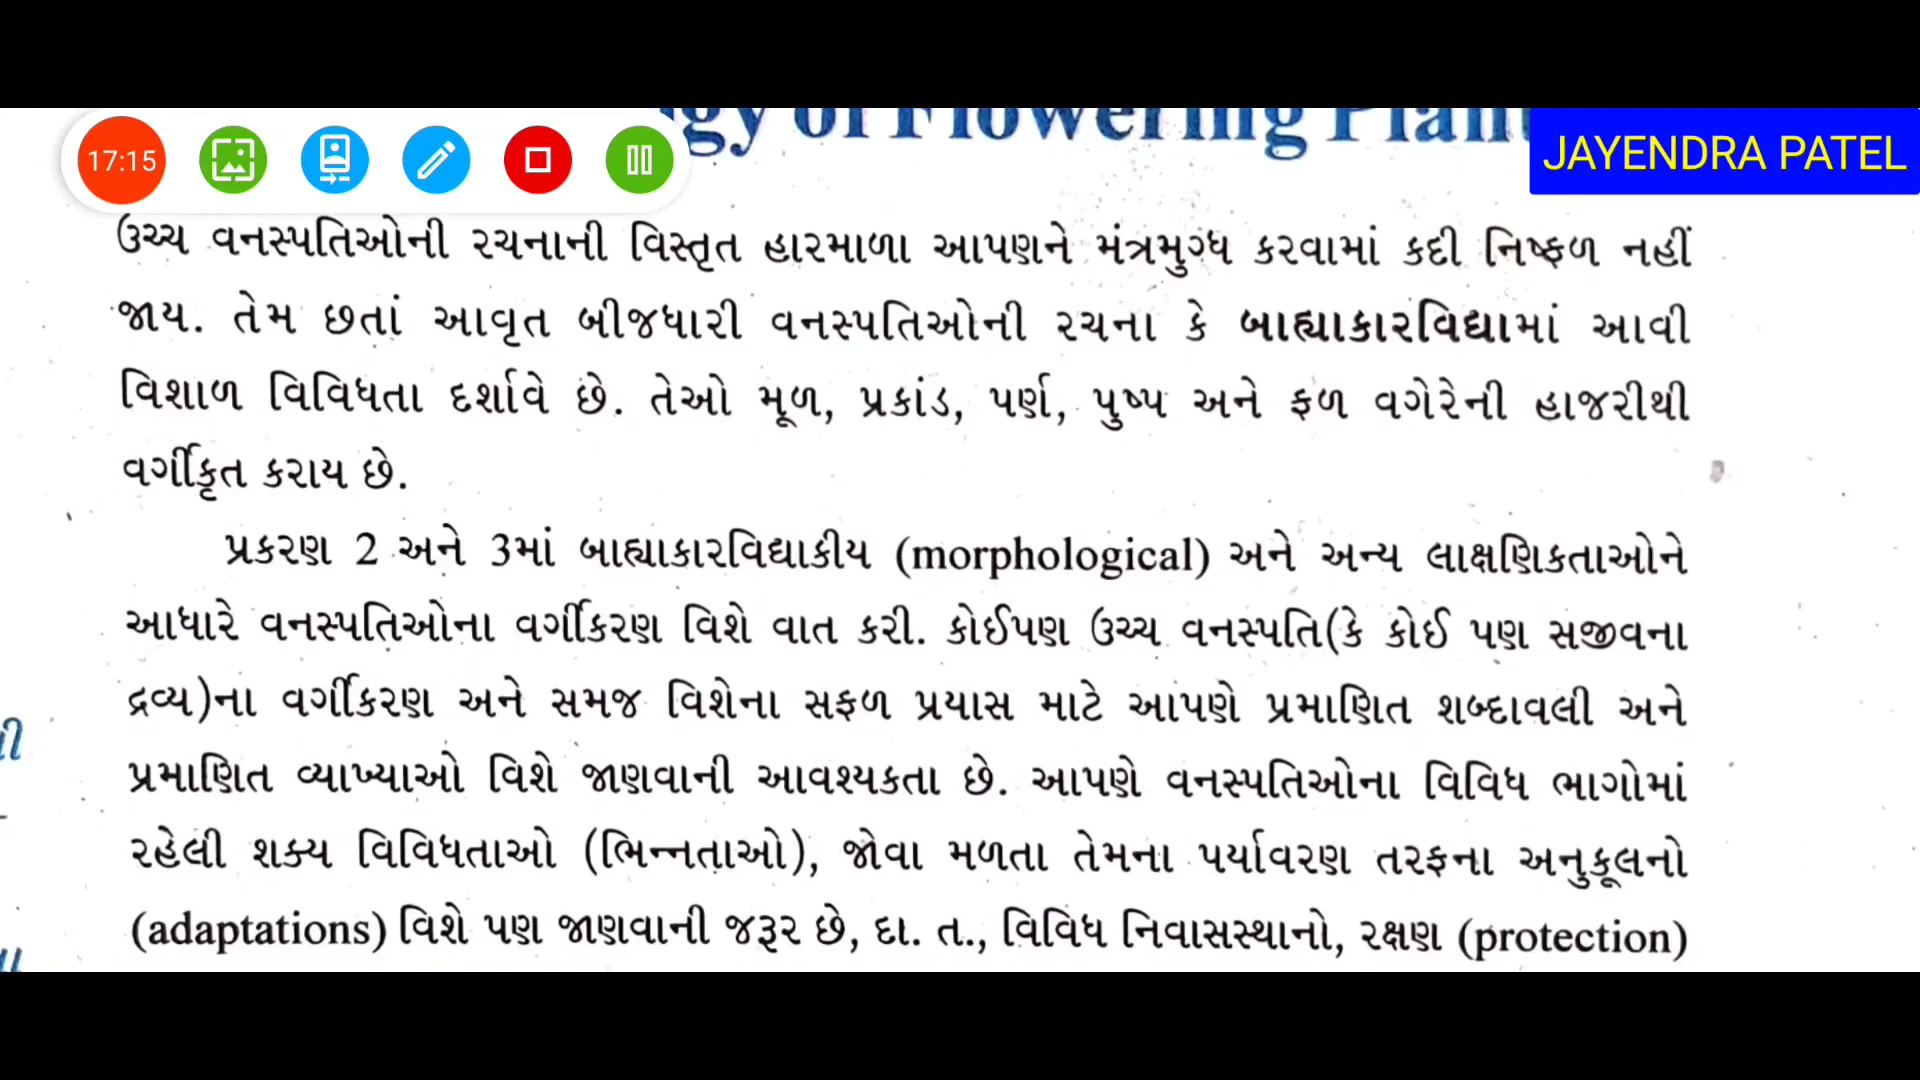 of Flowering
17:15
JAYENDRA PATEL
ઉચ્ચ વનસ્પતિઓની રચનાની વિસ્તૃત હારમાળા આપણને મંત્રમુગ્ધ કરવામાં કદી નિષ્ફળ નહીં
જાય. તેમ છતાં આવૃત બીજધારી વનસ્પતિઓની રચના કે બાહ્યાકારવિદ્યામાં આવી
વિશાળ વિવિધતા દર્શાવે છે. તેઓ મૂળ, પ્રકાંડ, પર્ણ, પુષ્પ અને ફળ વગેરેની હાજરીથી
વર્ગીકૃત કરાય છે.
પ્રકરણ 2 અને 3માં બાહ્યાકારવિદ્યાકીય (morphological) અને અન્ય લાક્ષણિકતાઓને
આધારે વનસ્પતિઓના વર્ગીકરણ વિશે વાત કરી. કોઈપણ ઉચ્ચ વનસ્પતિ(કે કોઈ પણ સજીવના
દ્રવ્ય)ના વર્ગીકરણ અને સમજ વિશેના સફળ પ્રયાસ માટે આપણે પ્રમાણિત શબ્દાવલી અને
પ્રમાણિત વ્યાખ્યાઓ વિશે જાણવાની આવશ્યકતા છે. આપણે વનસ્પતિઓના વિવિધ ભાગોમાં
રહેલી શક્ય વિવિધતાઓ (ભિન્નતાઓ), જોવા મળતા તેમના પર્યાવરણ તરફના અનુકૂલનો
(adaptations) વિશે પણ જાણવાની જરૂર છે, દા. ત., વિવિધ નિવાસસ્થાનો, રક્ષણ (protection)